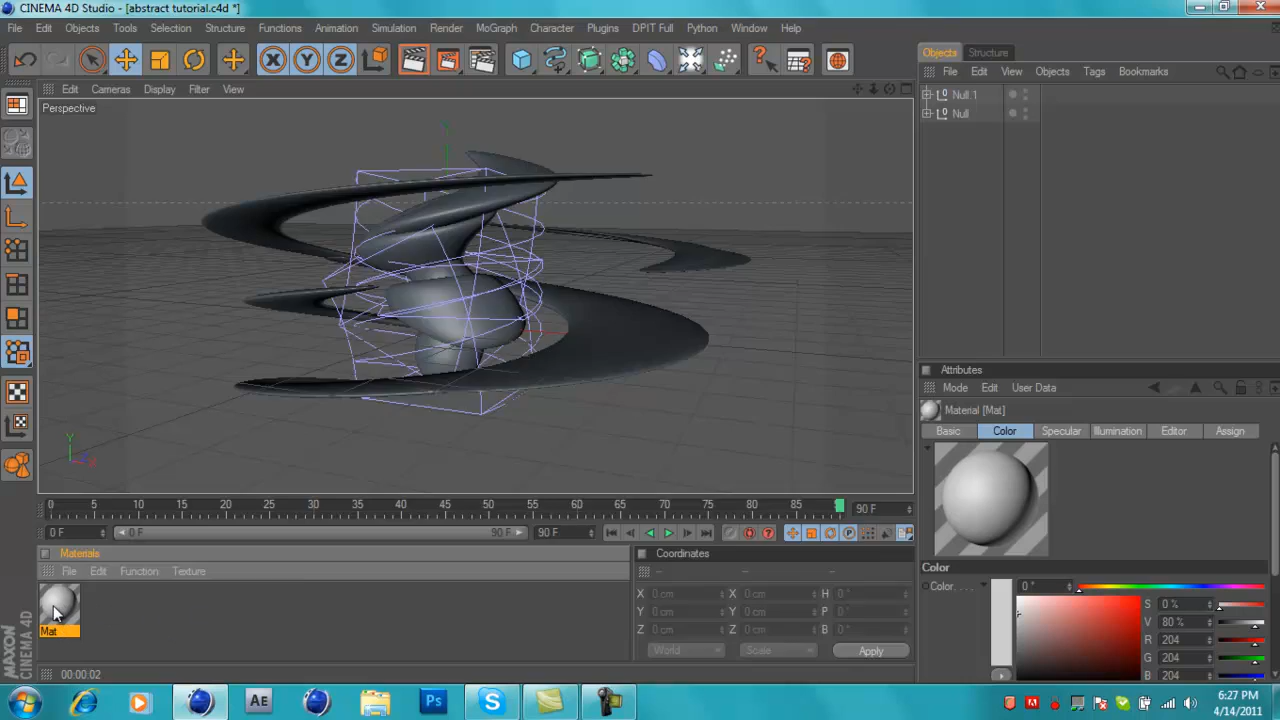 CINEMA 4D Studio - [abstract tutorial.c4d *]
File Edit Objects Tools Selection Structure Functions Animation Simulation Render MoGraph Character Plugins DPIT Full Python Window Help
Objects Structure
Edit Cameras Display Filter View
File Edit View Objects Tags Bookmarks
Perspective
Null.1
Null
Y
X
Attributes
Mode Edit User Data
Material [Mat]
Basic Color Specular Illumination Editor Assign
0 5 10 15 20 25 30 35 40 45 50 55 60 65 70 75 80 85 90 F
0 F 0 F 90 F 90 F
Materials
File Edit Function Texture
Mat
Coordinates
-- -- --
X 0 cm X 0 cm H 0 °
Y 0 cm Y 0 cm P 0 °
Z 0 cm Z 0 cm B 0 °
World Scale Apply
Color
Color. . . . 0 °
S 0 %
V 80 %
R 204
G 204
B 204
MAXON
CINEMA 4D
00:00:02
Ae
Ps
6:27 PM
4/14/2011